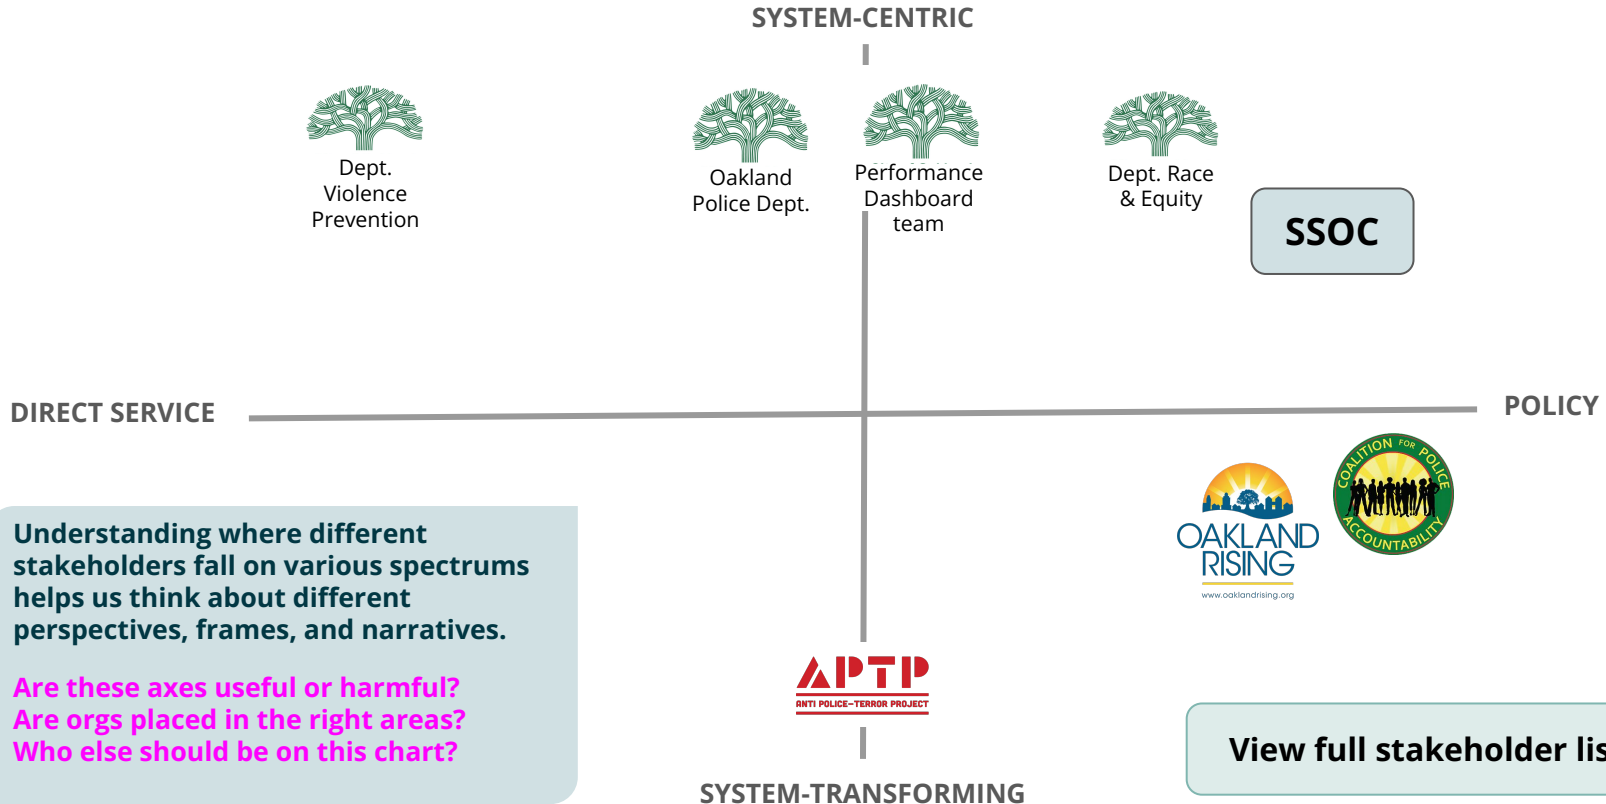 SYSTEM-CENTRIC
Dept.
Violence
Prevention
Oakland
Police Dept.
Performance
Dashboard
team
Dept. Race
& Equity
SSOC
DIRECT SERVICE
POLICY
COALITION FOR POLICE
ACCOUNTABILITY
OAKLAND
RISING
www.oaklandrising.org
Understanding where different
stakeholders fall on various spectrums
helps us think about different
perspectives, frames, and narratives.
Are these axes useful or harmful?
Are orgs placed in the right areas?
Who else should be on this chart?
APTP
ANTI POLICE-TERROR PROJECT
View full stakeholder lis
SYSTEM-TRANSFORMING